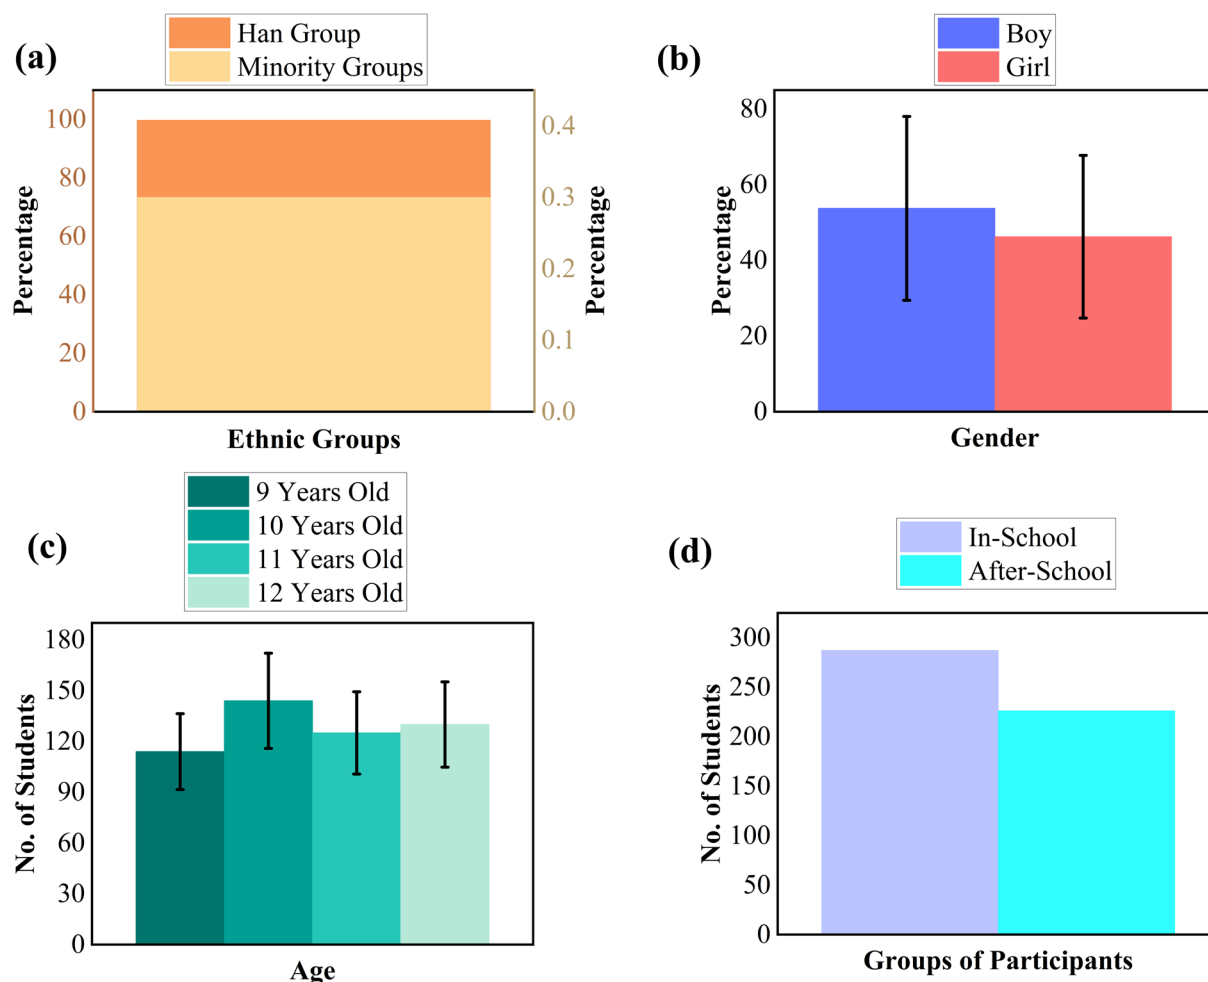 (a)
Han Group
Minority Groups
100
80
60
40
20
0
Percentage
0.4
0.3
0.2
0.1
0.0
Percentage
Ethnic Groups
(b)
Boy
Girl
80
60
40
20
0
Percentage
Gender
(c)
9 Years Old
10 Years Old
11 Years Old
12 Years Old
180
150
120
90
60
30
0
No. of Students
Age
(d)
In-School
After-School
300
250
200
150
100
50
0
No. of Students
Groups of Participants